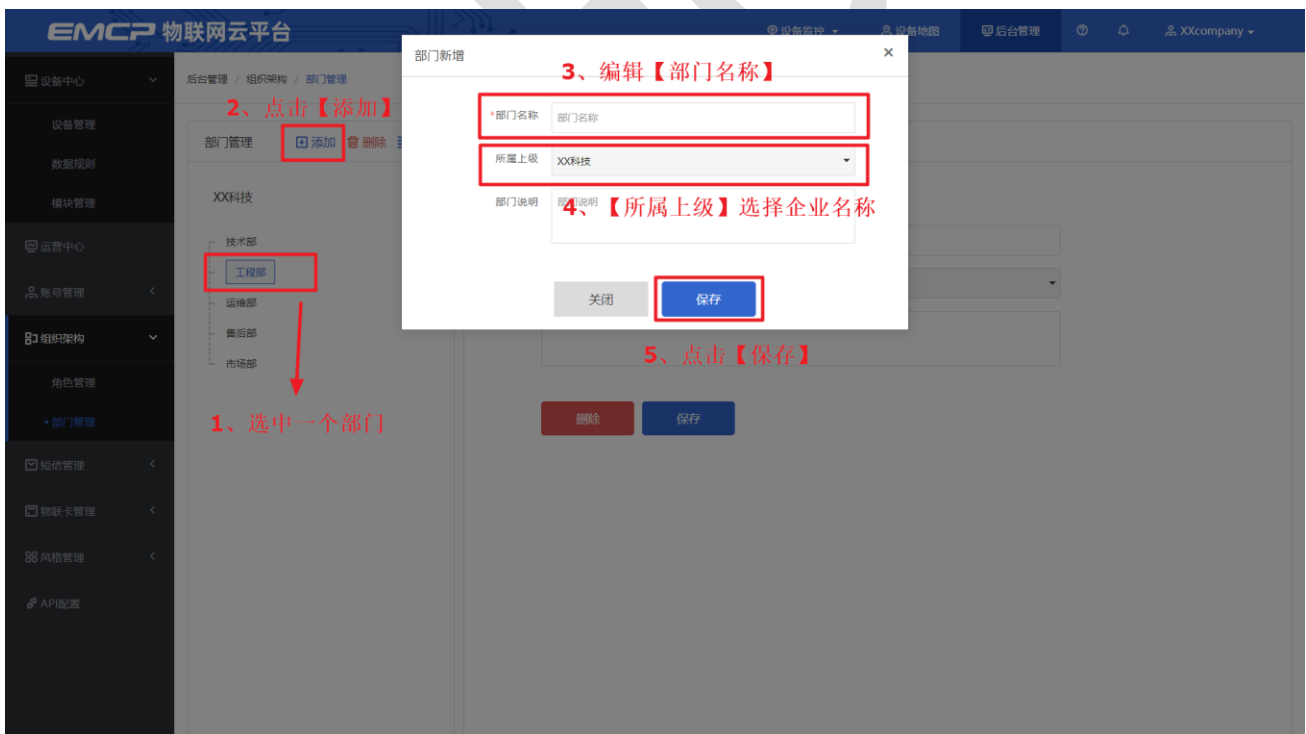 EMCP 物联网云平台
设备监控
设备地图
后台管理
XXcompany
设备中心
设备管理
数据规则
模块管理
运营中心
账号管理
组织架构
角色管理
部门管理
短信管理
物联卡管理
风格管理
API配置
后台管理 / 组织架构 / 部门管理
2、点击【添加】
部门管理
添加
删除
XX科技
技术部
工程部
运维部
售后部
市场部
1、选中一个部门
部门新增
×
3、编辑【部门名称】
*部门名称
部门名称
所属上级
XX科技
部门说明
4、【所属上级】选择企业名称
关闭
保存
5、点击【保存】
删除
保存